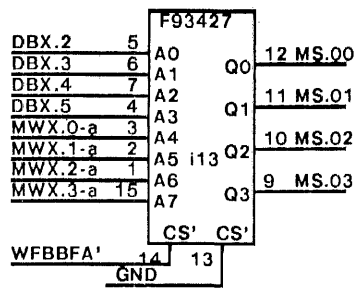 F93427
DBX.2 5 A0
DBX.3 6 A1
DBX.4 7 A2
DBX.5 4 A3
MWX.0-a 3 A4
MWX.1-a 2 A5
MWX.2-a 1 A6
MWX.3-a 15 A7
i13
Q0 12 MS.00
Q1 11 MS.01
Q2 10 MS.02
Q3 9 MS.03
CS' CS'
WFBBFA' 14 13
GND